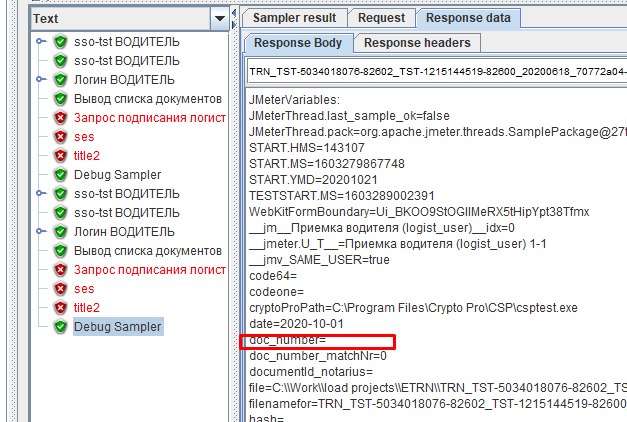 Text
sso-tst ВОДИТЕЛЬ
sso-tst ВОДИТЕЛЬ
Логин ВОДИТЕЛЬ
Вывод списка документов
Запрос подписания логист
ses
title2
Debug Sampler
sso-tst ВОДИТЕЛЬ
sso-tst ВОДИТЕЛЬ
Логин ВОДИТЕЛЬ
Вывод списка документов
Запрос подписания логист
ses
title2
Debug Sampler
Sampler result Request Response data
Response Body Response headers
TRN_TST-5034018076-82602_TST-1215144519-82600_20200618_70772a04-
JMeterVariables:
JMeterThread.last_sample_ok=false
JMeterThread.pack=org.apache.jmeter.threads.SamplePackage@27f
START.HMS=143107
START.MS=1603279867748
START.YMD=20201021
TESTSTART.MS=1603289002391
WebKitFormBoundary=Ui_BKOO9StOGIIMeRX5tHipYpt38Tfmx
__jm__Приемка водителя (logist_user)__idx=0
__jmeter.U_T__=Приемка водителя (logist_user) 1-1
__jmv_SAME_USER=true
code64=
codeone=
cryptoProPath=C:\Program Files\Crypto Pro\CSP\csptest.exe
date=2020-10-01
doc_number=
doc_number_matchNr=0
documentId_notarius=
file=C:\\Work\\load projects\\ETRN\\TRN_TST-5034018076-82602_TS
filenamefor=TRN_TST-5034018076-82602_TST-1215144519-82600
hash=